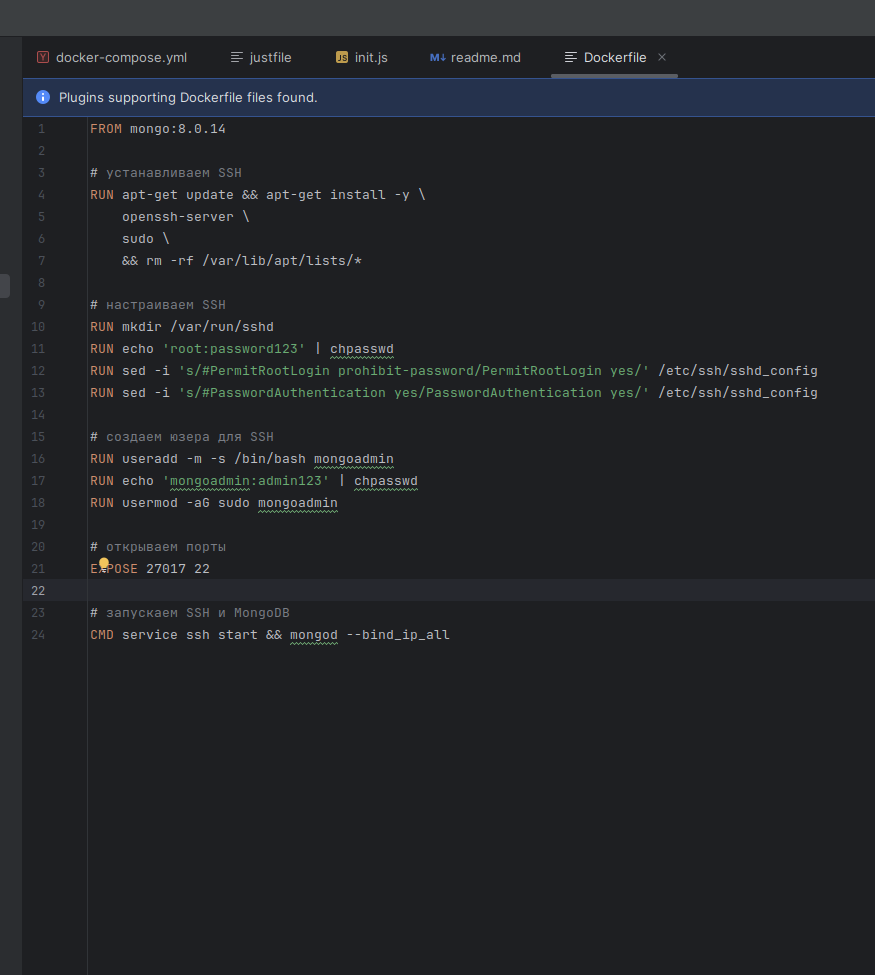 docker-compose.yml justfile init.js readme.md Dockerfile
Plugins supporting Dockerfile files found.
1 FROM mongo:8.0.14
2
3 # устанавливаем SSH
4 RUN apt-get update && apt-get install -y \
5 openssh-server \
6 sudo \
7 && rm -rf /var/lib/apt/lists/*
8
9 # настраиваем SSH
10 RUN mkdir /var/run/sshd
11 RUN echo 'root:password123' | chpasswd
12 RUN sed -i 's/#PermitRootLogin prohibit-password/PermitRootLogin yes/' /etc/ssh/sshd_config
13 RUN sed -i 's/#PasswordAuthentication yes/PasswordAuthentication yes/' /etc/ssh/sshd_config
14
15 # создаем юзера для SSH
16 RUN useradd -m -s /bin/bash mongoadmin
17 RUN echo 'mongoadmin:admin123' | chpasswd
18 RUN usermod -aG sudo mongoadmin
19
20 # открываем порты
21 EXPOSE 27017 22
22
23 # запускаем SSH и MongoDB
24 CMD service ssh start && mongod --bind_ip_all